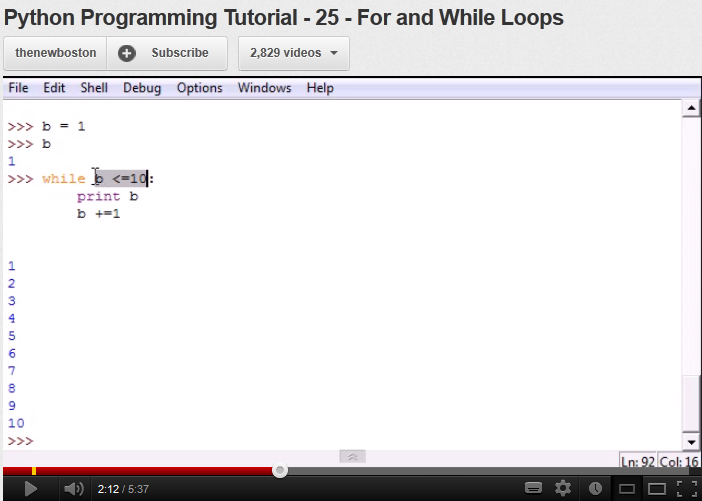 Python Programming Tutorial - 25 - For and While Loops
thenewboston Subscribe 2,829 videos
File Edit Shell Debug Options Windows Help
>>> b = 1
>>> b
1
>>> while b <=10:
print b
b +=1
1
2
3
4
5
6
7
8
9
10
>>>
Ln: 92 Col: 16
2:12 / 5:37